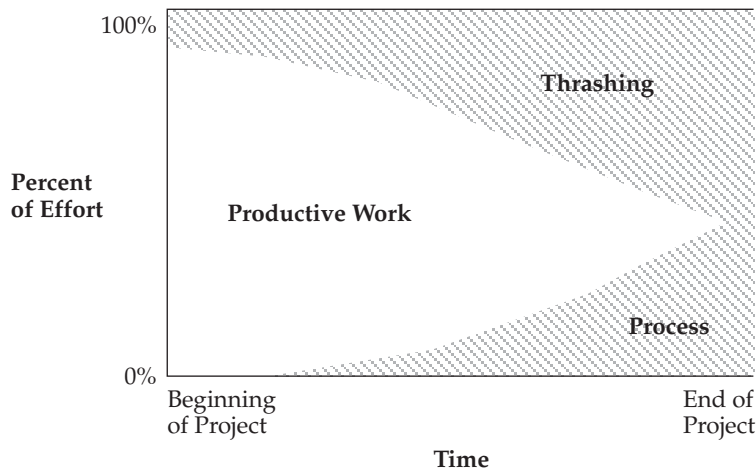 100%
Thrashing
Percent
of Effort
Productive Work
Process
0%
Beginning
of Project
End of
Project
Time